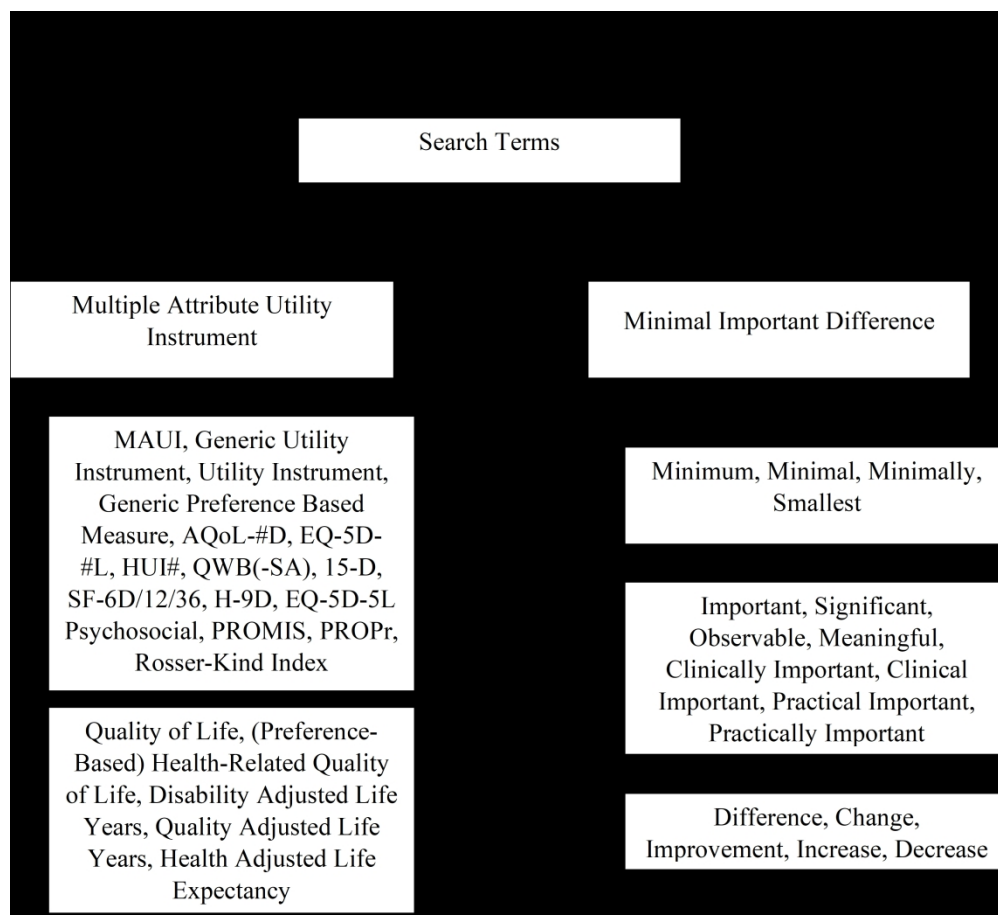 Search Terms
Multiple Attribute Utility
Instrument
MAUI, Generic Utility
Instrument, Utility Instrument,
Generic Preference Based
Measure, AQoL-#D, EQ-5D-
#L, HUI#, QWB(-SA), 15-D,
SF-6D/12/36, H-9D, EQ-5D-5L
Psychosocial, PROMIS, PROPr,
Rosser-Kind Index
Quality of Life, (Preference-
Based) Health-Related Quality
of Life, Disability Adjusted Life
Years, Quality Adjusted Life
Years, Health Adjusted Life
Expectancy
Minimal Important Difference
Minimum, Minimal, Minimally,
Smallest
Important, Significant,
Observable, Meaningful,
Clinically Important, Clinical
Important, Practical Important,
Practically Important
Difference, Change,
Improvement, Increase, Decrease